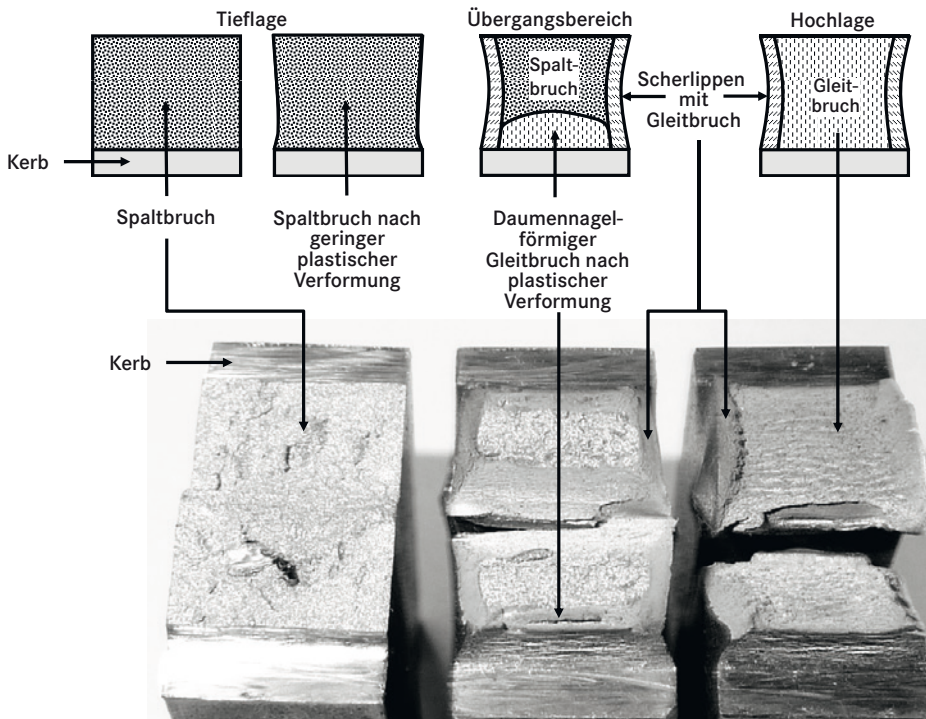 Tieflage
Übergangsbereich
Hochlage
Spalt-
bruch
Scherlippen
mit
Gleitbruch
Gleit-
bruch
Kerb
Spaltbruch
Spaltbruch nach
geringer
plastischer
Verformung
Daumennagel-
förmiger
Gleitbruch nach
plastischer
Verformung
Kerb